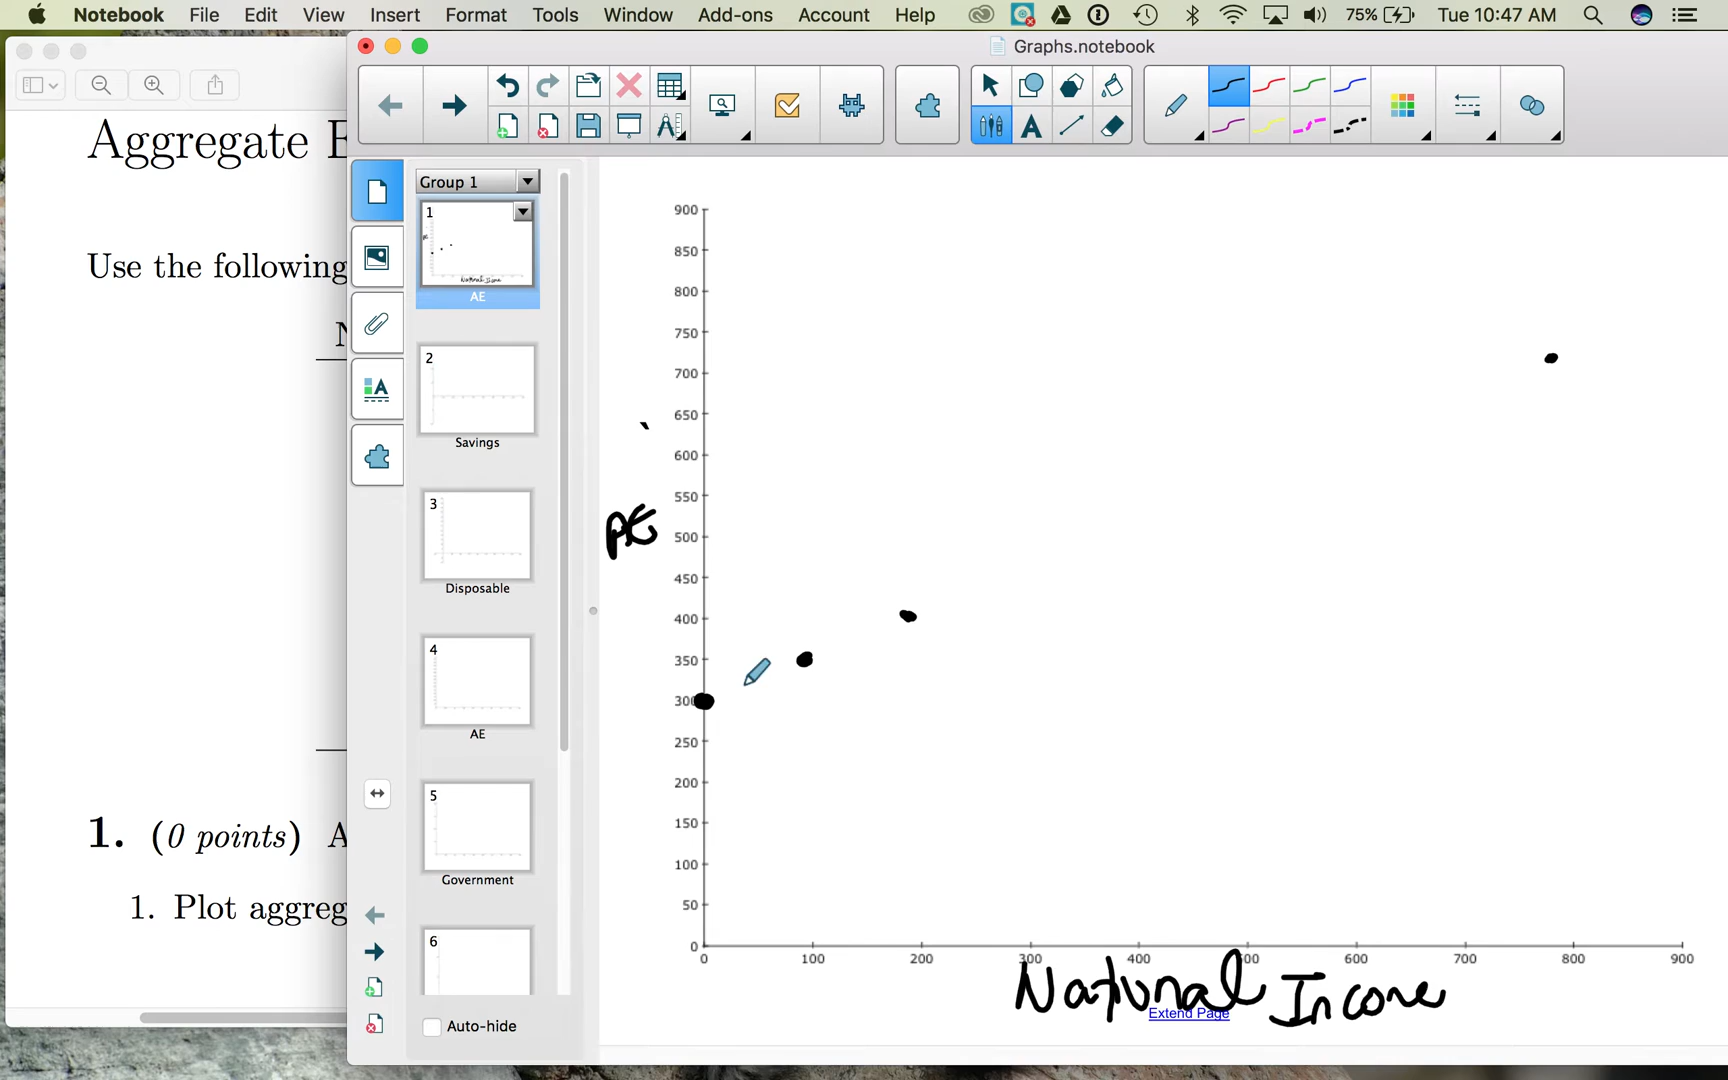 Notebook File Edit View Insert Format Tools Window Add-ons Account Help 75% Tue 10:47 AM
Graphs.notebook
Aggregate E
Use the following
N
1. (0 points) A
1. Plot aggreg
Group 1
1
AE
2
Savings
3
Disposable
4
AE
5
Government
6
Auto-hide
900
850
800
750
700
650
600
550
500
450
400
350
300
250
200
150
100
50
0
AE
0 100 200 300 400 500 600 700 800 900
National Income
Extend Page